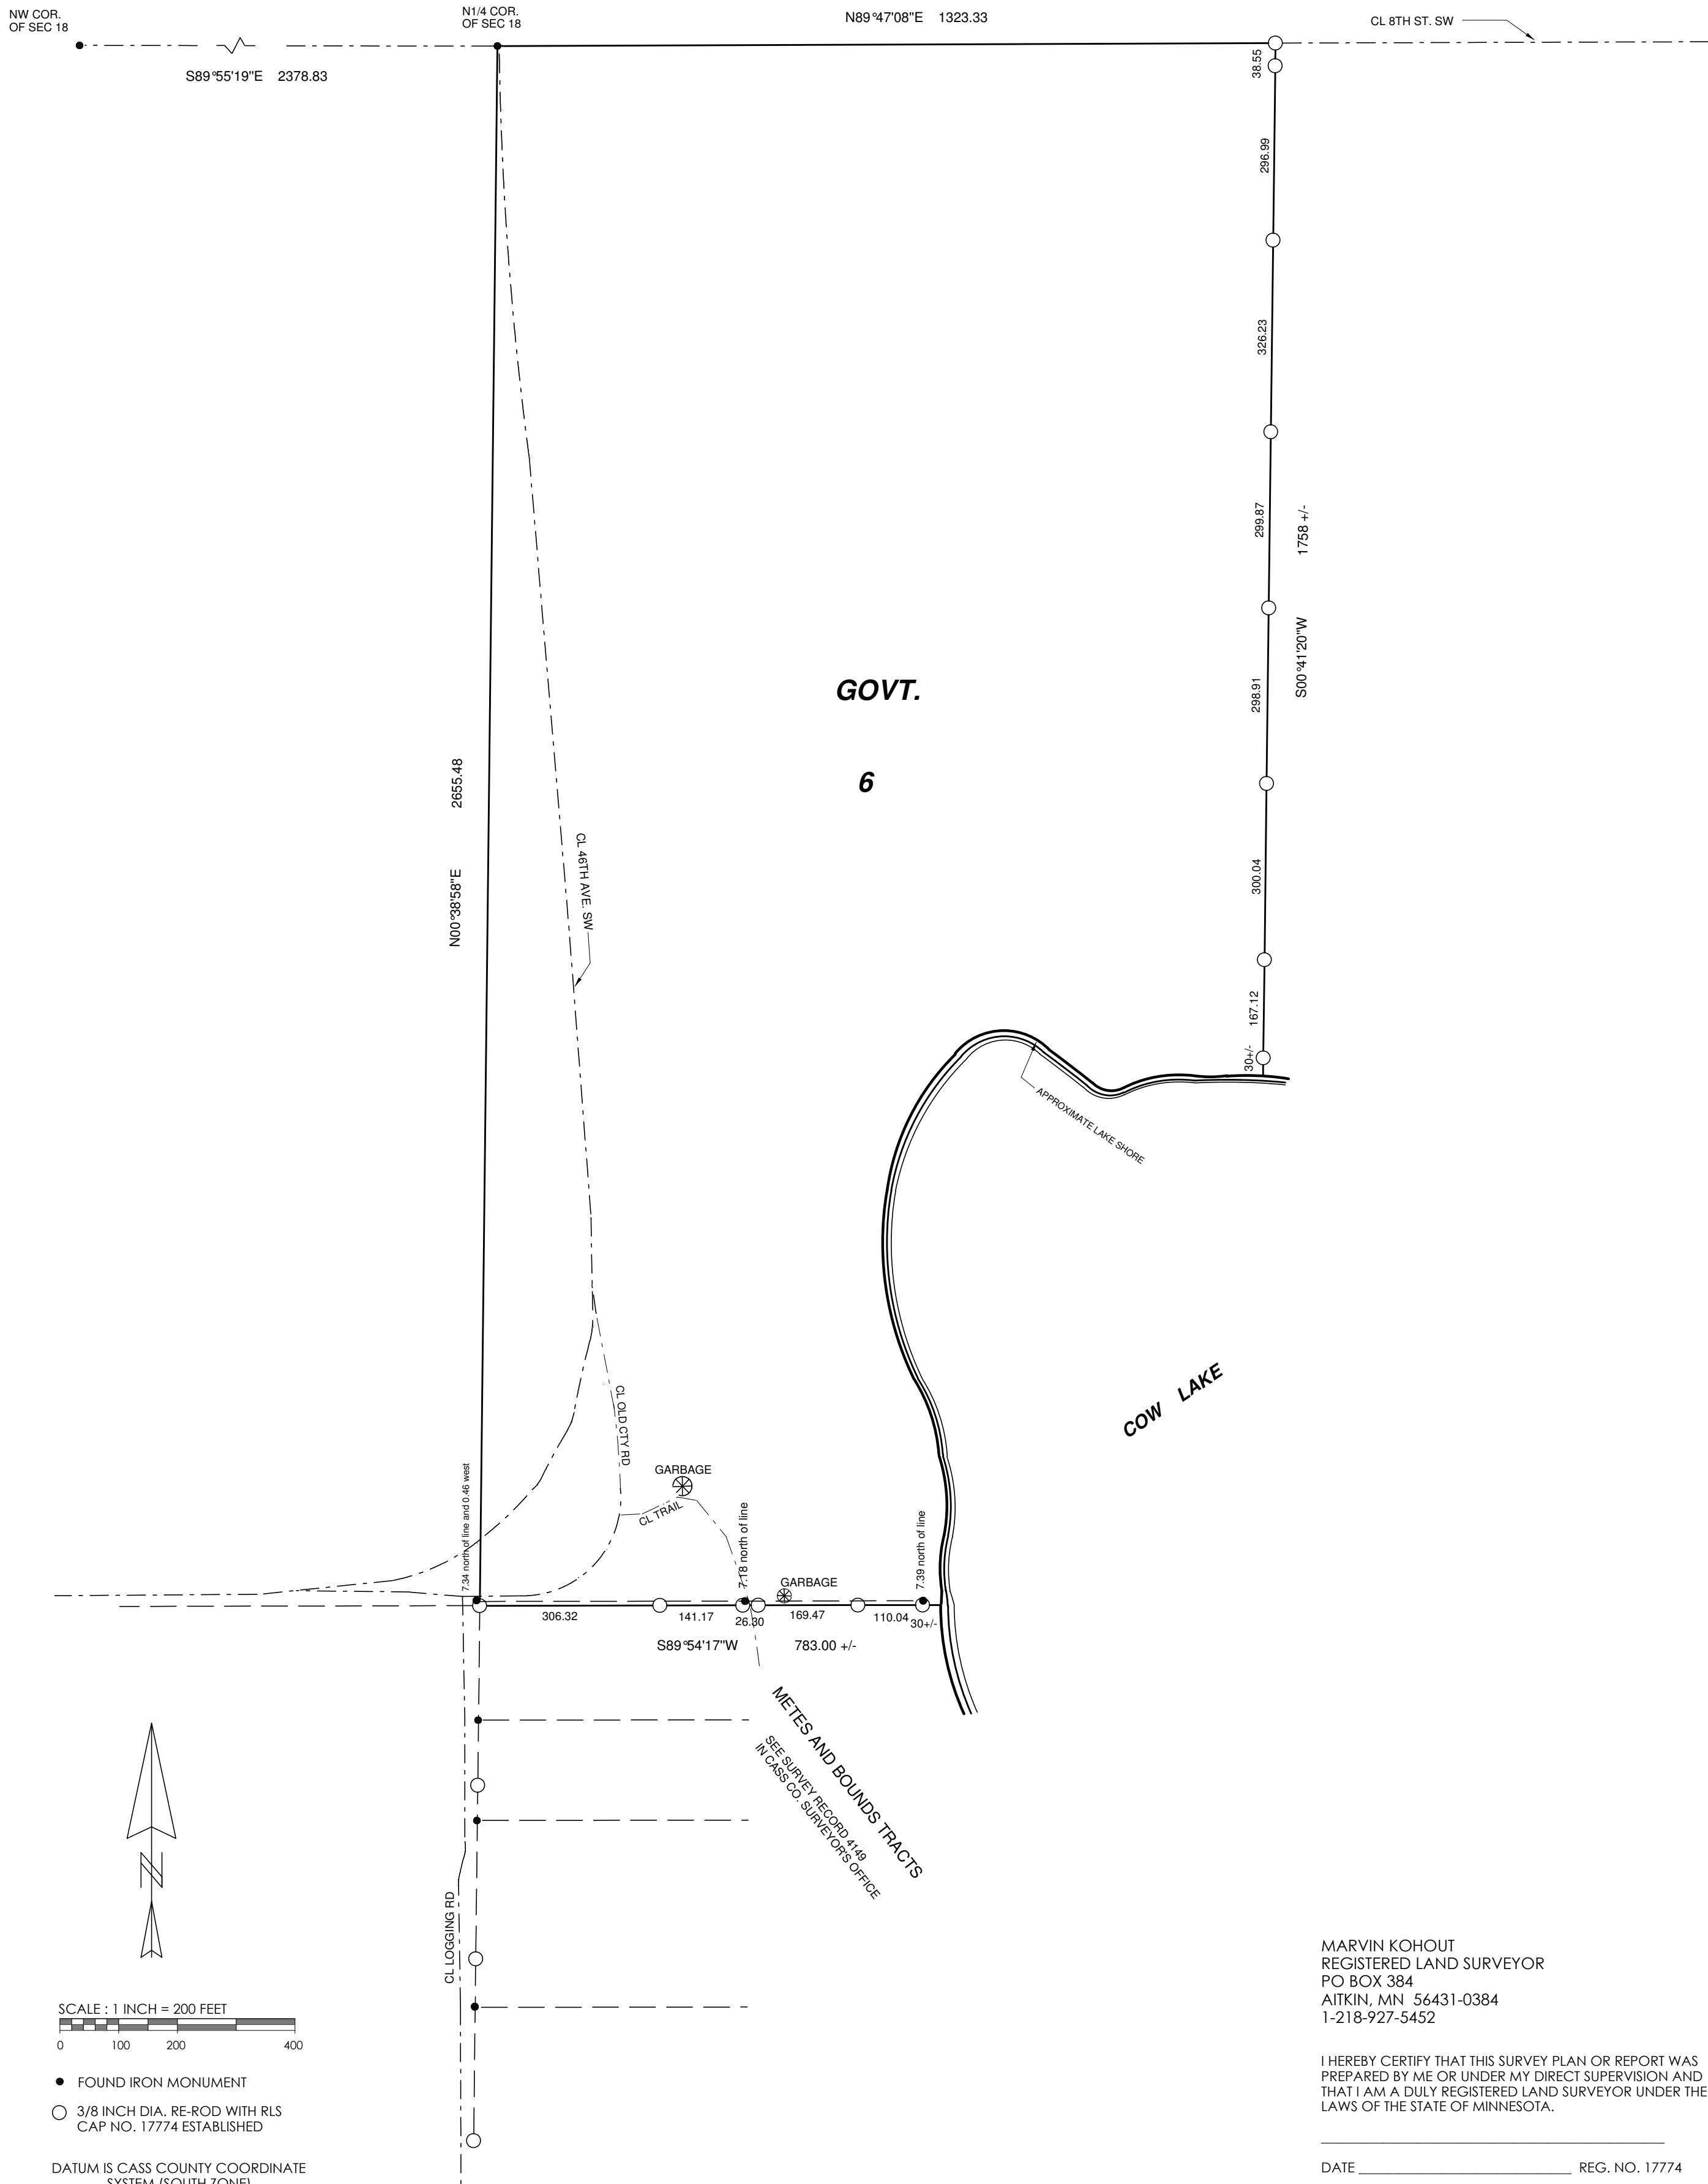 NW COR.
OF SEC 18
N1/4 COR.
OF SEC 18
N89°47'08"E 1323.33
CL 8TH ST. SW
S89°55'19"E 2378.83
38.55
296.99
326.23
299.87
1758 +/-
S00°41'20"W
298.91
300.04
167.12
30+/-
GOVT.
6
2655.48
N00°38'58"E
CL 46TH AVE. SW
APPROXIMATE LAKE SHORE
COW LAKE
CL OLD CTY RD
GARBAGE
CL TRAIL
7.34 north of line and 0.46 west
7.18 north of line
7.39 north of line
GARBAGE
306.32
141.17
26.30
169.47
110.04
30+/-
S89°54'17"W 783.00 +/-
METES AND BOUNDS TRACTS
SEE SURVEY RECORD 4149
IN CASS CO. SURVEYOR'S OFFICE
CL LOGGING RD
N
SCALE : 1 INCH = 200 FEET
0 100 200 400
FOUND IRON MONUMENT
3/8 INCH DIA. RE-ROD WITH RLS
CAP NO. 17774 ESTABLISHED
DATUM IS CASS COUNTY COORDINATE
SYSTEM (SOUTH ZONE)
MARVIN KOHOUT
REGISTERED LAND SURVEYOR
PO BOX 384
AITKIN, MN 56431-0384
1-218-927-5452
I HEREBY CERTIFY THAT THIS SURVEY PLAN OR REPORT WAS
PREPARED BY ME OR UNDER MY DIRECT SUPERVISION AND
THAT I AM A DULY REGISTERED LAND SURVEYOR UNDER THE
LAWS OF THE STATE OF MINNESOTA.
DATE REG. NO. 17774